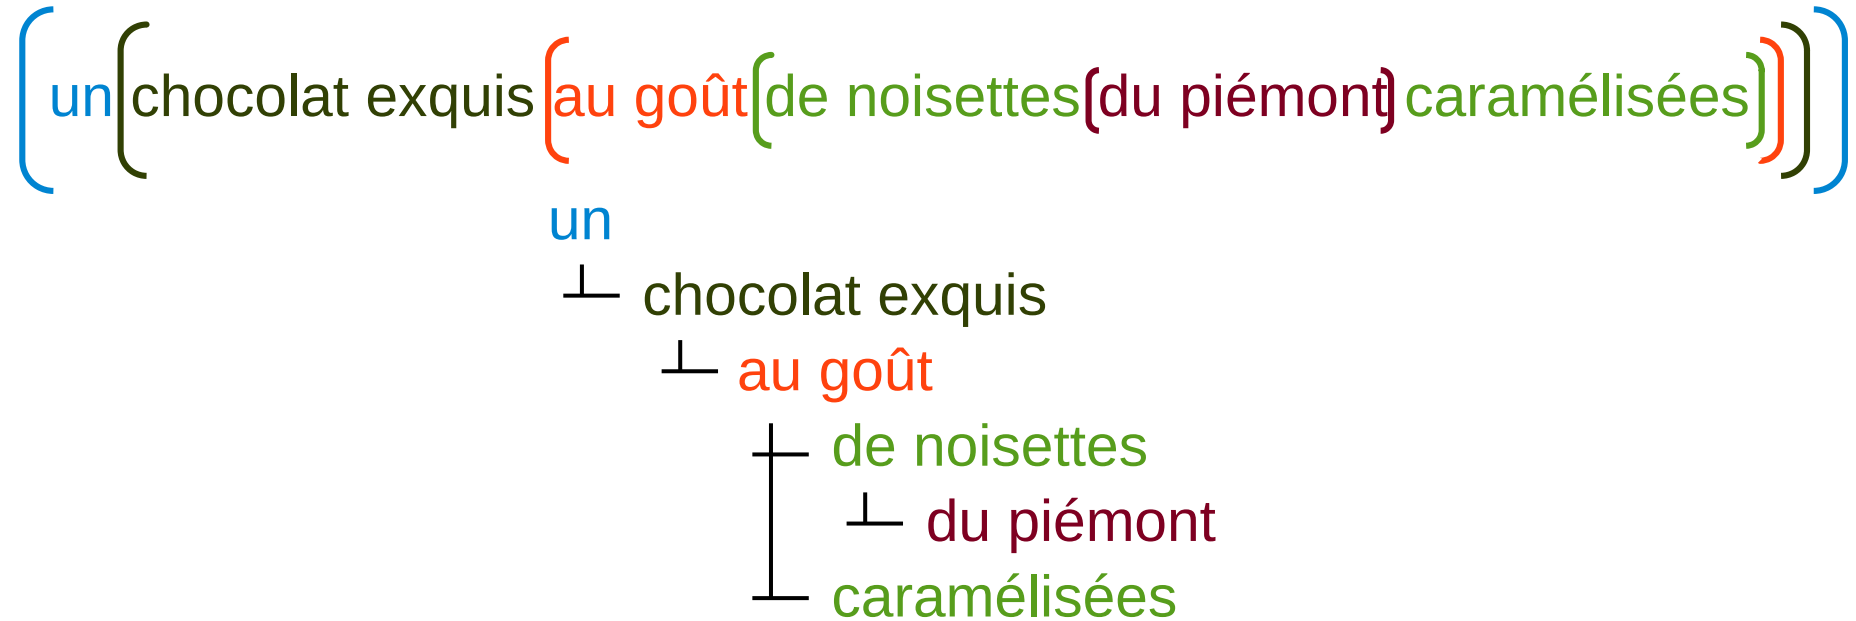 un chocolat exquis au goût de noisettes du piémont caramélisées
un
chocolat exquis
au goût
de noisettes
du piémont
caramélisées